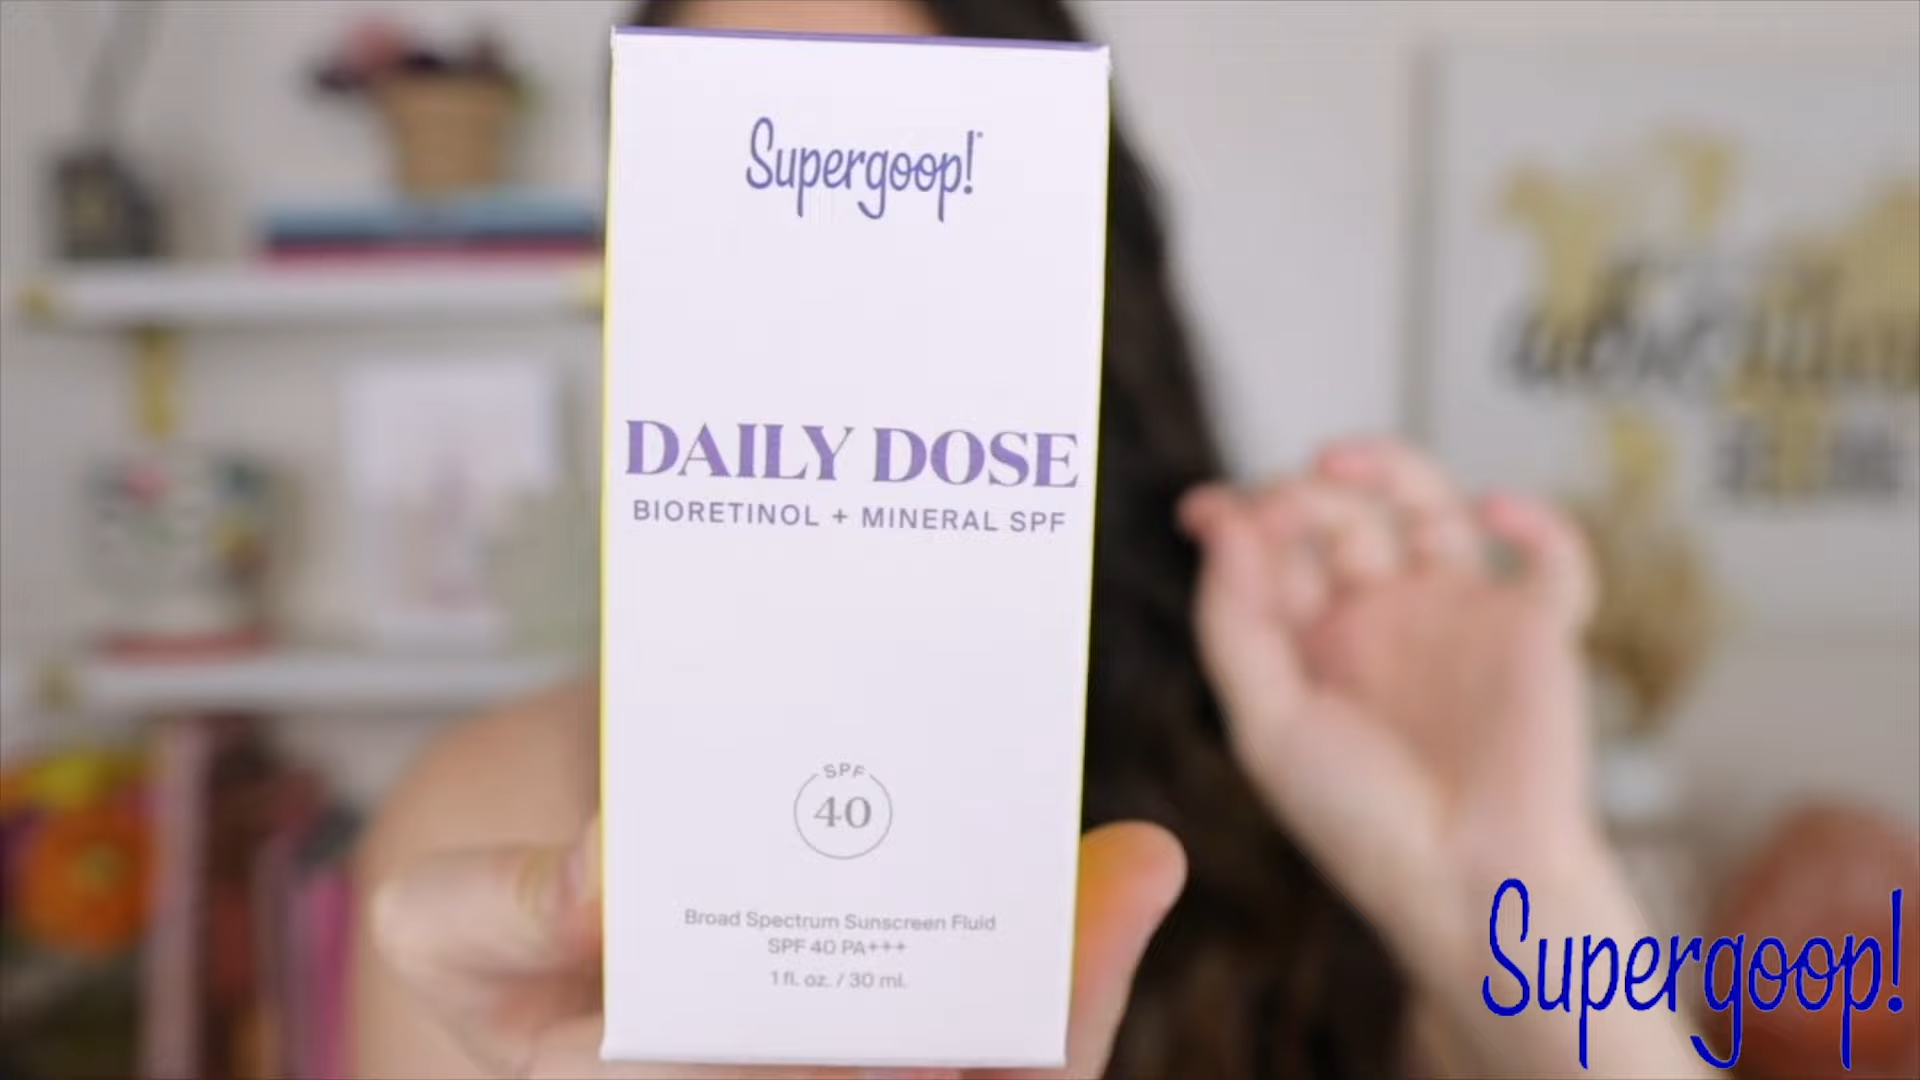 Supergoop!
DAILY DOSE
BIORETINOL + MINERAL SPF
SPF
40
Broad Spectrum Sunscreen Fluid
SPF 40 PA+++
1 fl. oz. / 30 ml.
Supergoop!